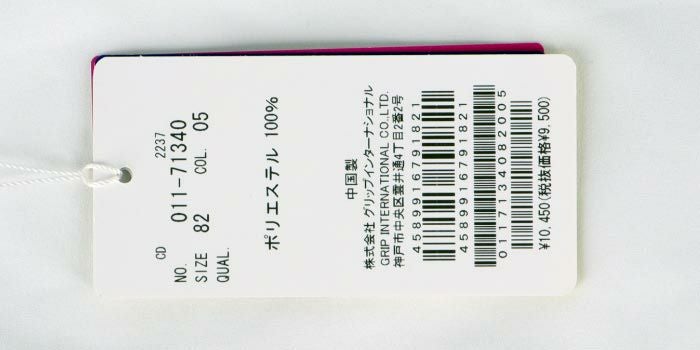 CD 2237
NO. 011-71340
SIZE 82 COL. 05
QUAL.
ポリエステル 100%
中国製
株式会社 グリップインターナショナル
GRIP INTERNATIONAL CO.,LTD.
神戸市中央区雲井通4丁目2番2号
4589916791821
4589916791821
0117134082005
¥10,450(税抜価格¥9,500)